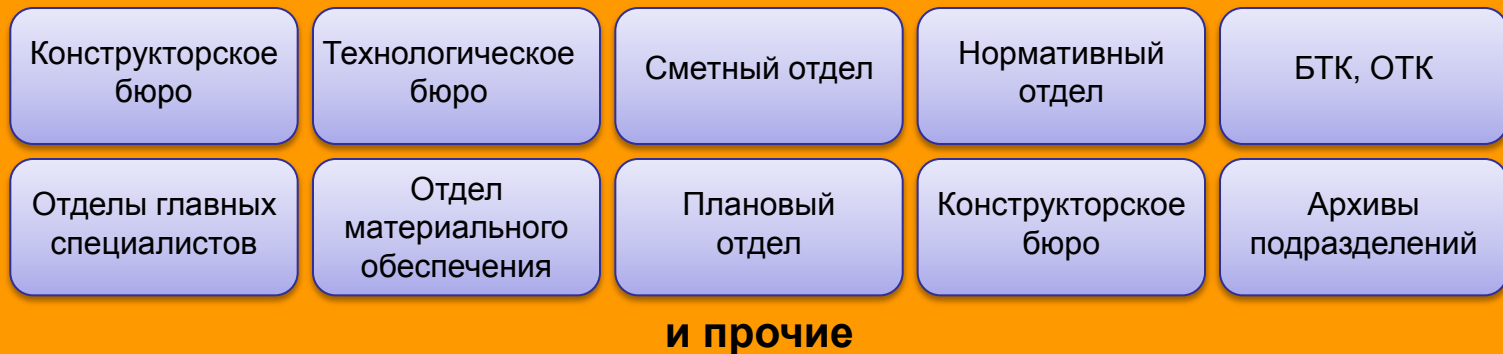 Конструкторское
бюро
Технологическое
бюро
Сметный отдел
Нормативный
отдел
БТК, ОТК
Отделы главных
специалистов
Отдел
материального
обеспечения
Плановый
отдел
Конструкторское
бюро
Архивы
подразделений
и прочие